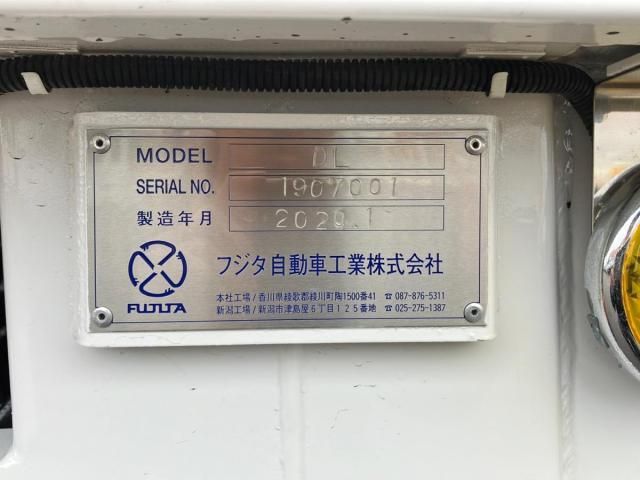 MODEL DL
SERIAL NO. 1907001
製造年月 2020.1
フジタ自動車工業株式会社
FUJITA
本社工場/香川県綾歌郡綾川町陶1500番41 ☎087-876-5311
新潟工場/新潟市津島屋6丁目125番地 ☎025-275-1387